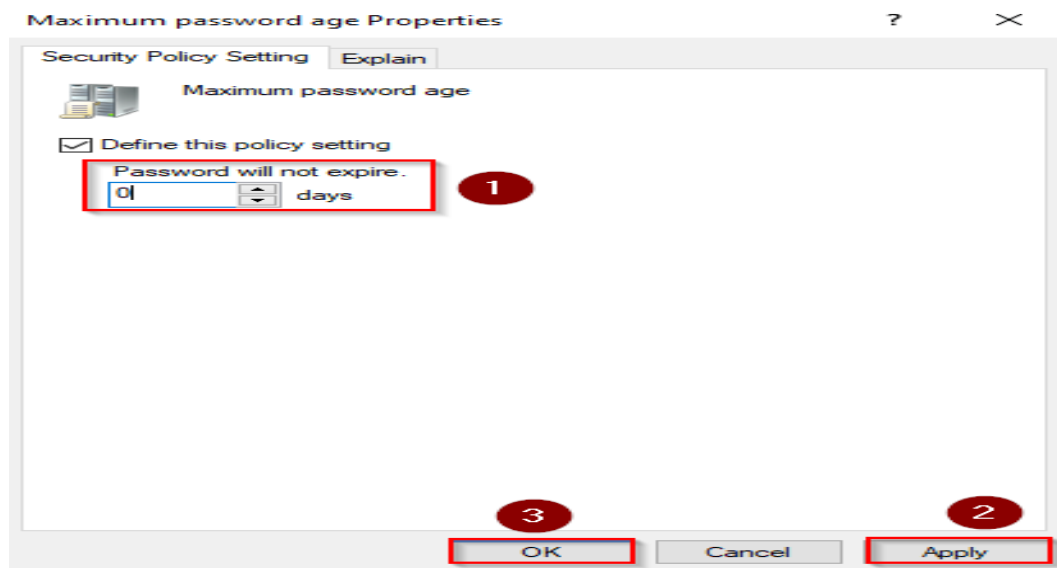 Maximum password age Properties ? ✕
Security Policy Setting Explain
Maximum password age
Define this policy setting
Password will not expire.
0 days
1
3
2
OK Cancel Apply